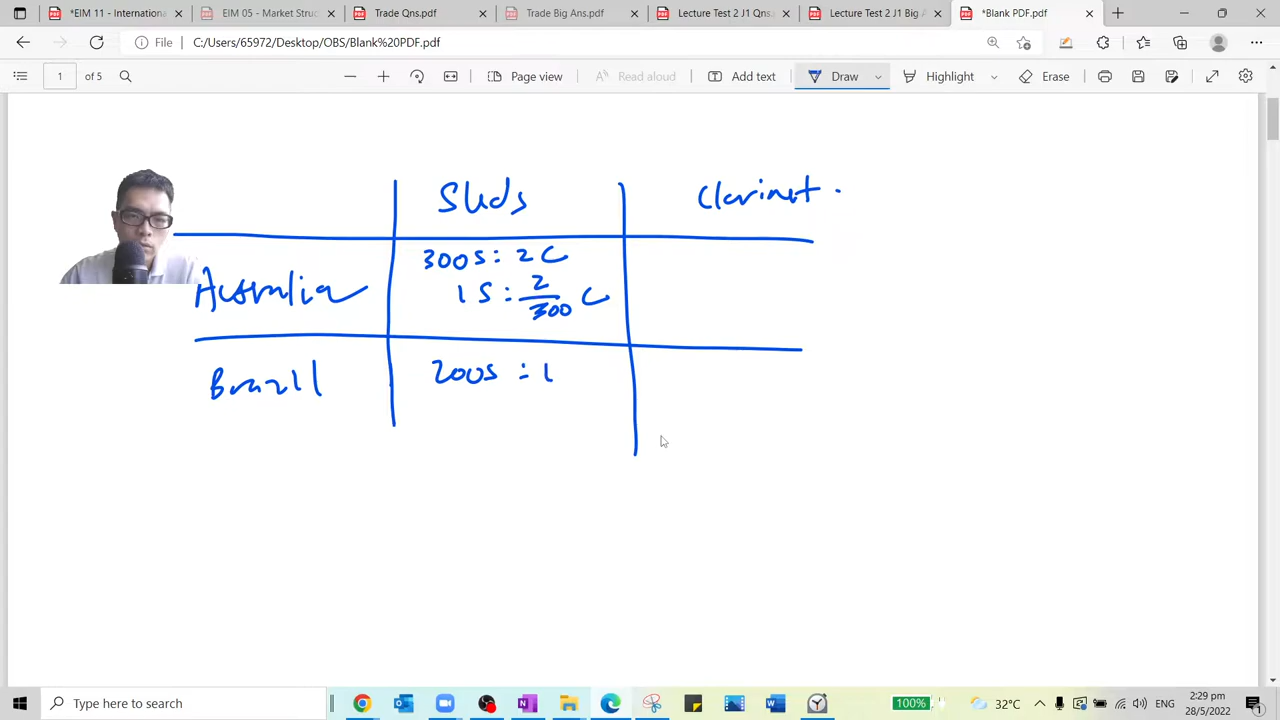 *EIM 11 - Internationa
EIM 05 - Market Struc
Trade Qns.pdf
Trade Big Ans.pdf
Lecture Test 2 J1 Qns
Lecture Test 2 J1 Big A
*Blank PDF.pdf
File
C:/Users/65972/Desktop/OBS/Blank%20PDF.pdf
1 of 5
Page view
Read aloud
Add text
Draw
Highlight
Erase
Clarinet.
300S: 2C
Australia
1S: 2/300 C
Brazil
200S : 1
Type here to search
100%
32°C
ENG
2:29 pm
28/5/2022